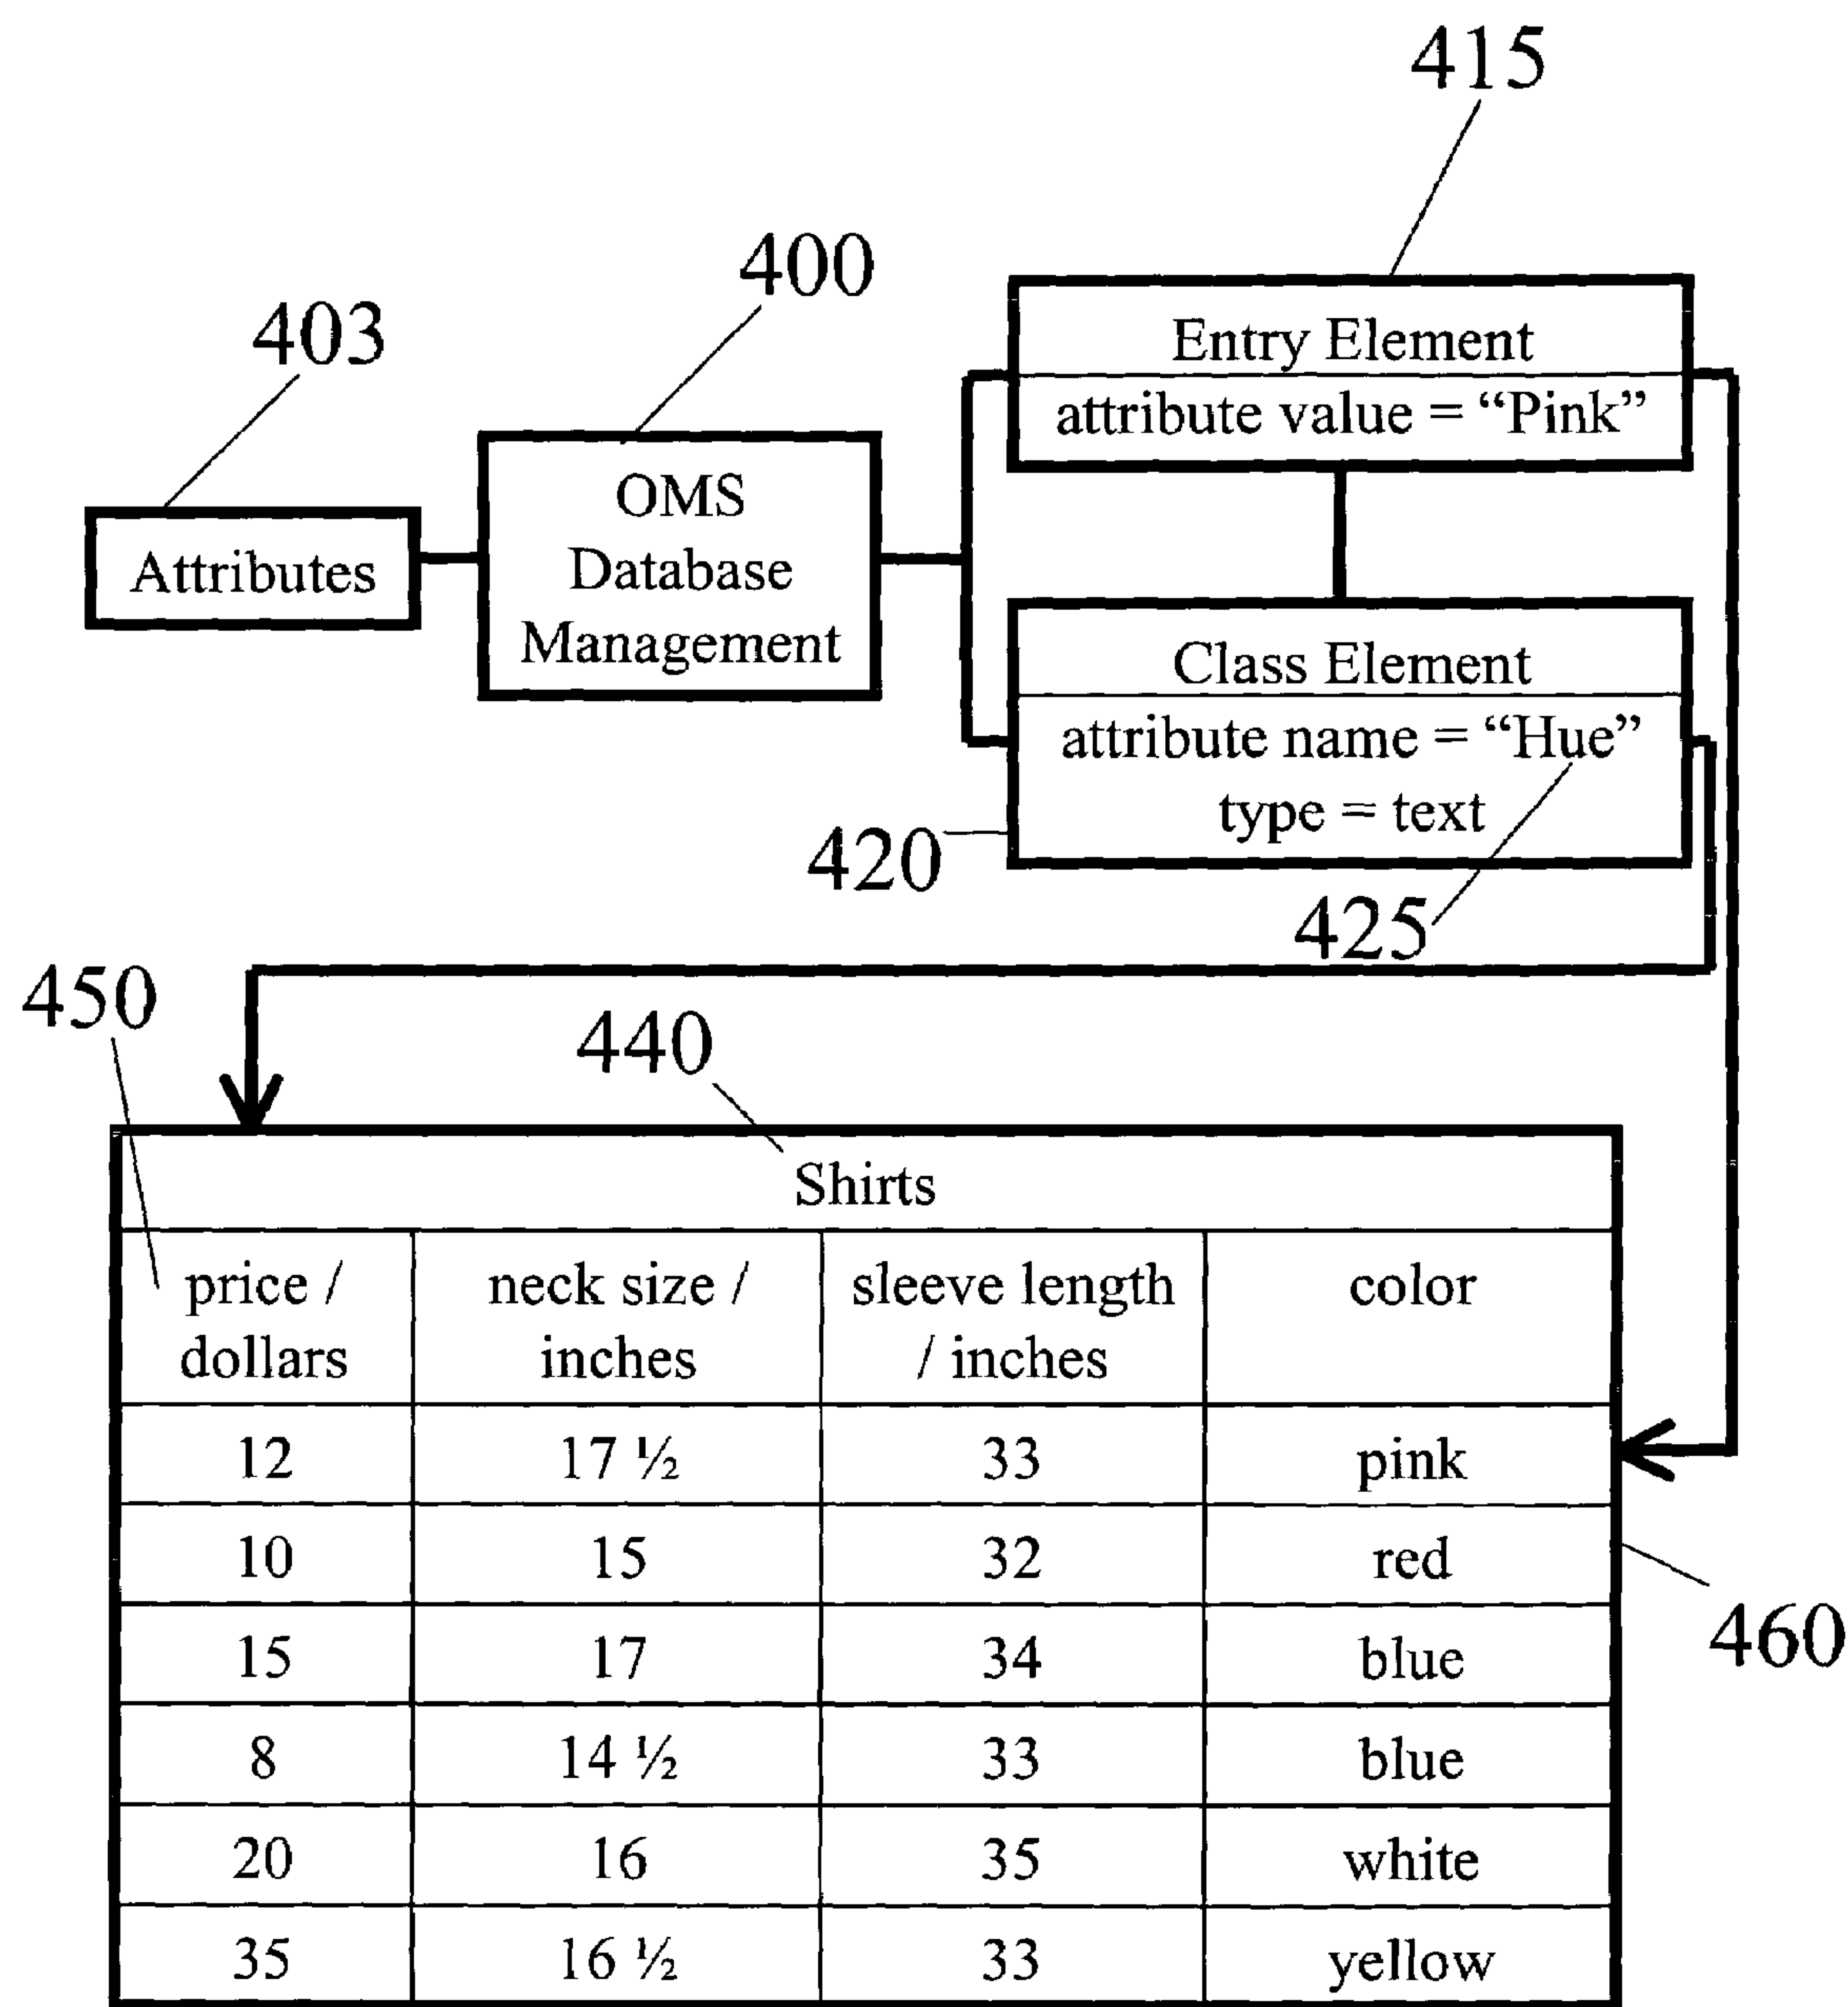 415
400
403
Entry Element
attribute value = “Pink”
OMS
Database
Management
Attributes
Class Element
attribute name = “Hue”
type = text
420
425
450
440
Shirts
price / dollars neck size / inches sleeve length / inches color
12 17 ½ 33 pink
10 15 32 red
15 17 34 blue
8 14 ½ 33 blue
20 16 35 white
35 16 ½ 33 yellow
460